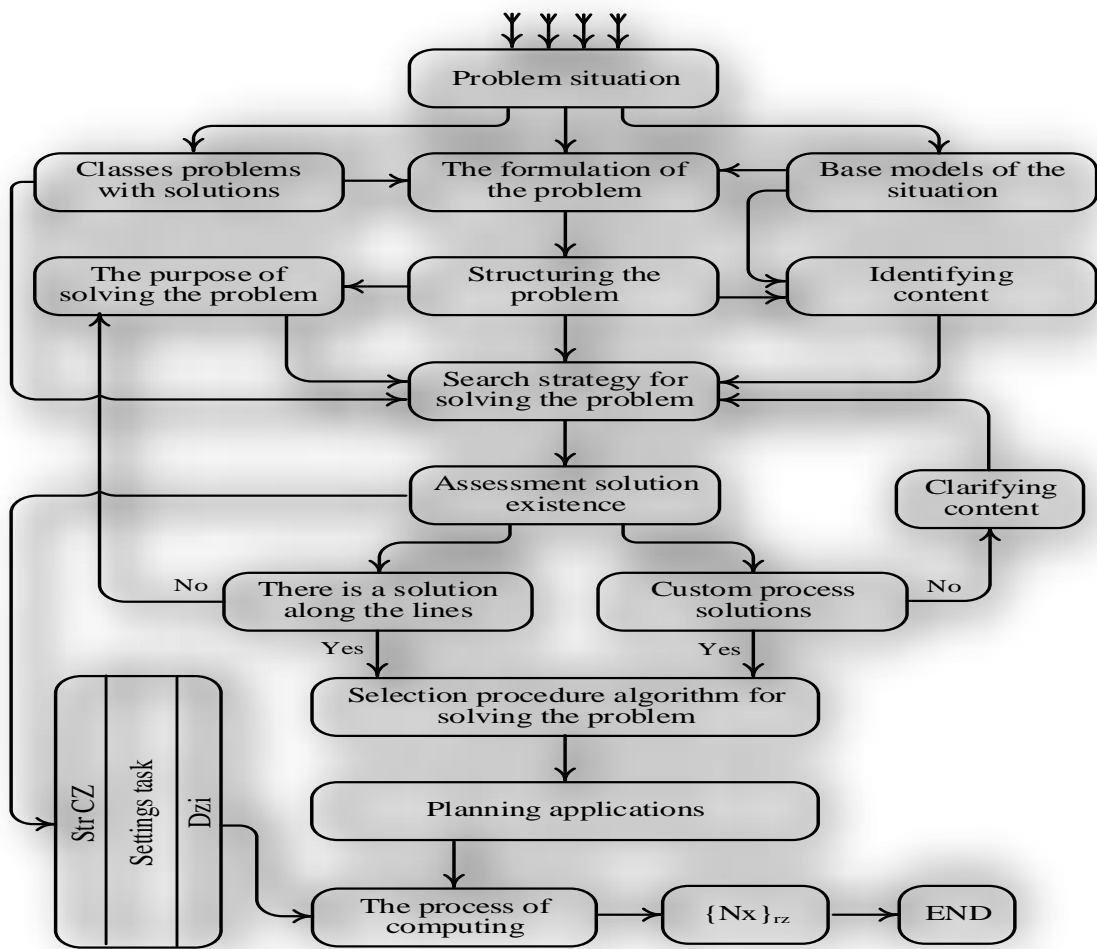 Problem situation
Classes problems
with solutions
The formulation of
the problem
Base models of the
situation
The purpose of
solving the problem
Structuring the
problem
Identifying
content
Search strategy for
solving the problem
Assessment solution
existence
Clarifying
content
No
There is a solution
along the lines
Custom process
solutions
No
Yes
Yes
Selection procedure algorithm for
solving the problem
Str CZ
Settings task
Dzi
Planning applications
The process of
computing
{Nx}rz
END